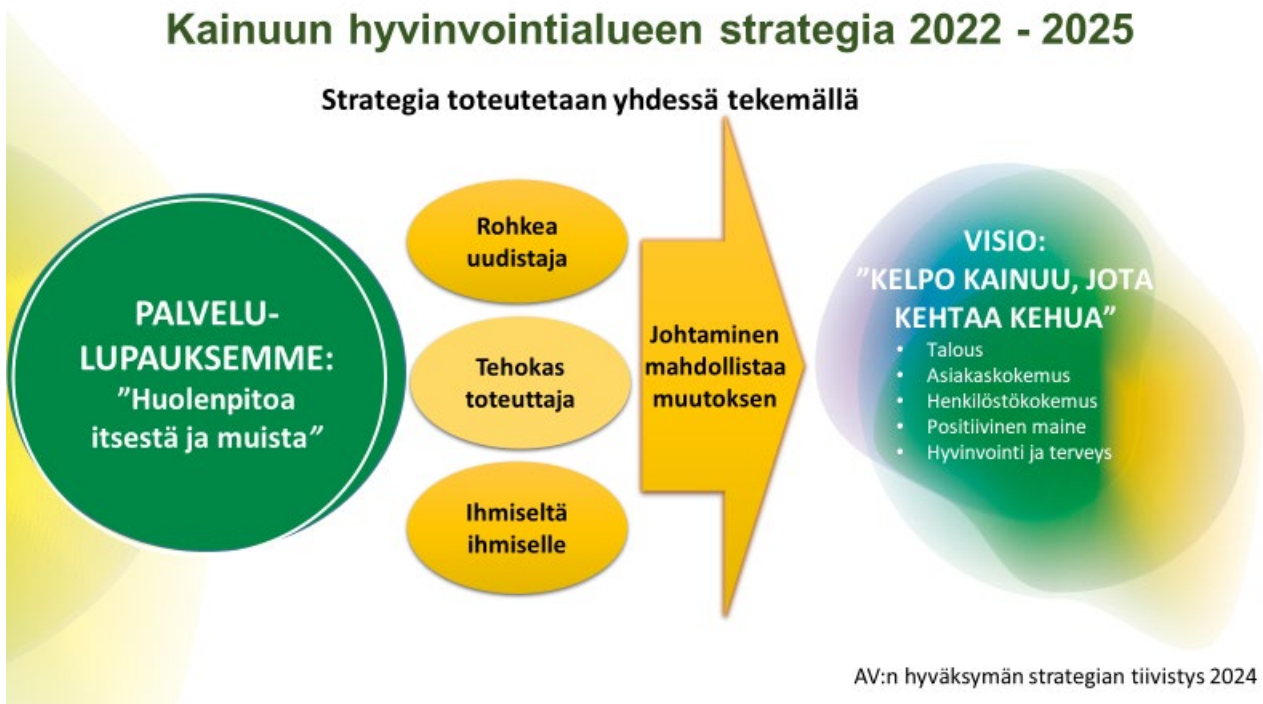 Kainuun hyvinvointialueen strategia 2022 - 2025
Strategia toteutetaan yhdessä tekemällä
PALVELU-
LUPAUKSEMME:
”Huolenpitoa
itsestä ja muista”
Rohkea
uudistaja
Tehokas
toteuttaja
Ihmiseltä
ihmiselle
Johtaminen
mahdollistaa
muutoksen
VISIO:
”KELPO KAINUU, JOTA
KEHTAA KEHUA”
• Talous
• Asiakaskokemus
• Henkilöstökokemus
• Positiivinen maine
• Hyvinvointi ja terveys
AV:n hyväksymän strategian tiivistys 2024